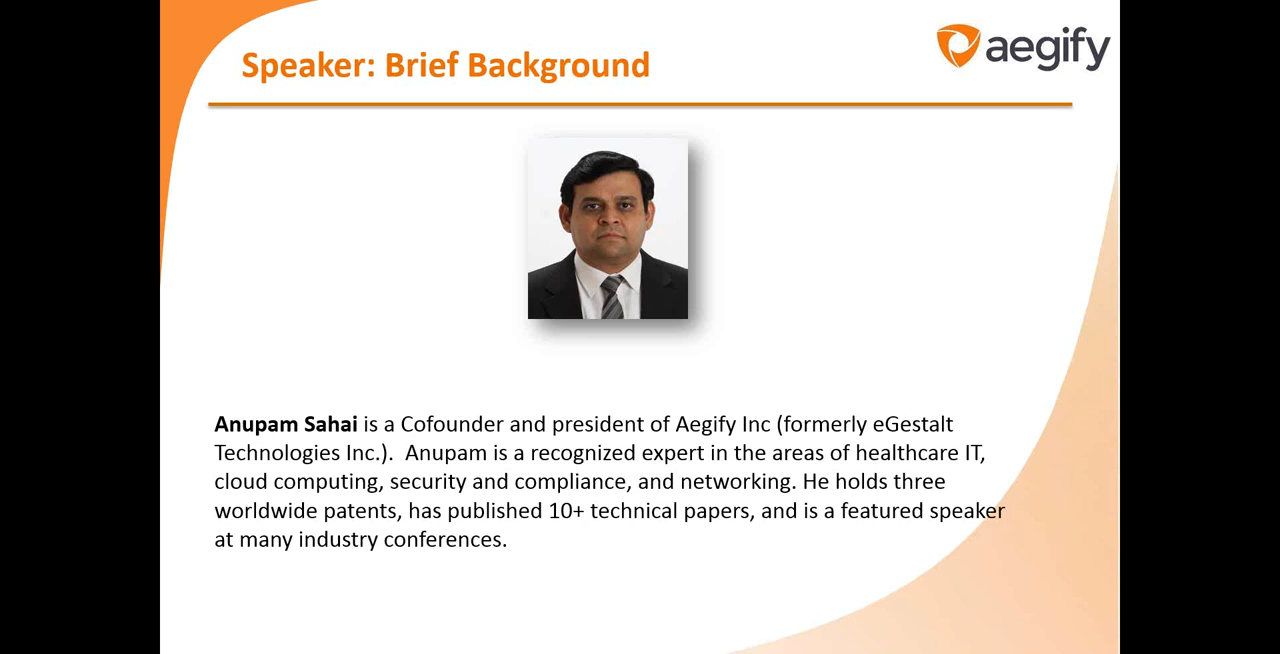 Speaker: Brief Background
aegify
Anupam Sahai is a Cofounder and president of Aegify Inc (formerly eGestalt
Technologies Inc.).  Anupam is a recognized expert in the areas of healthcare IT,
cloud computing, security and compliance, and networking. He holds three
worldwide patents, has published 10+ technical papers, and is a featured speaker
at many industry conferences.